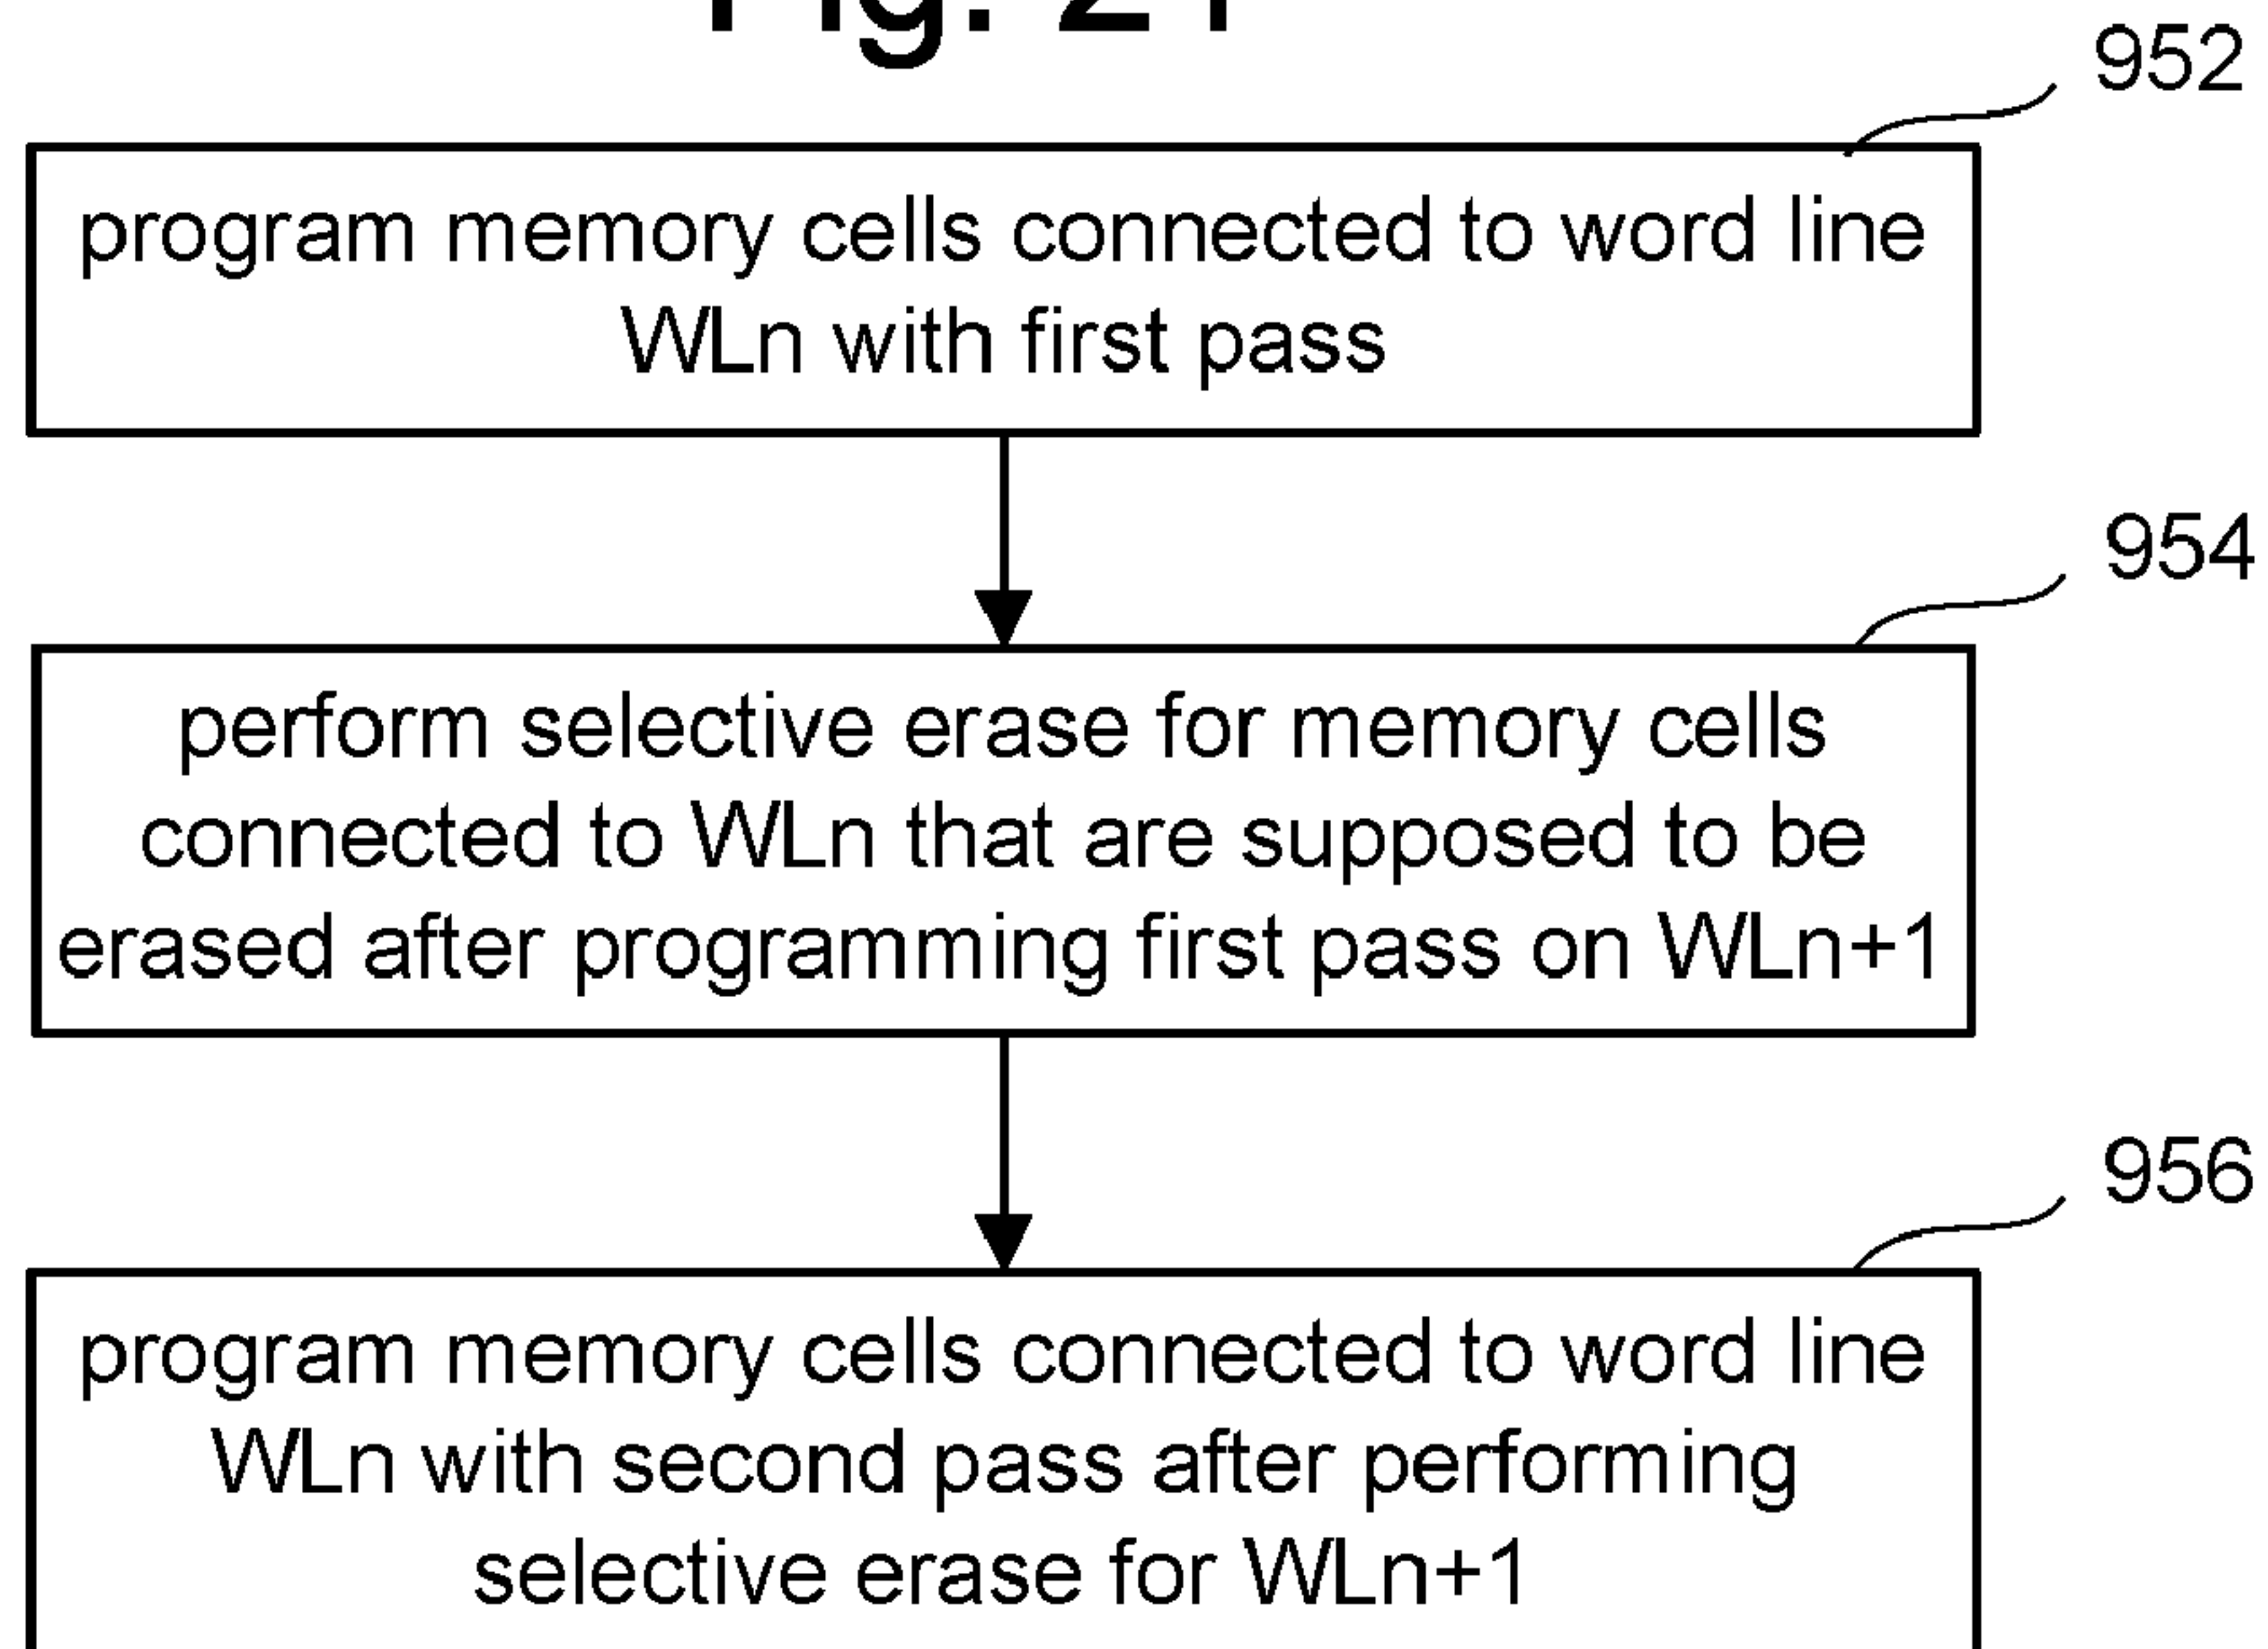 952
program memory cells connected to word line
WLn with first pass
954
perform selective erase for memory cells
connected to WLn that are supposed to be
erased after programming first pass on WLn+1
956
program memory cells connected to word line
WLn with second pass after performing
selective erase for WLn+1